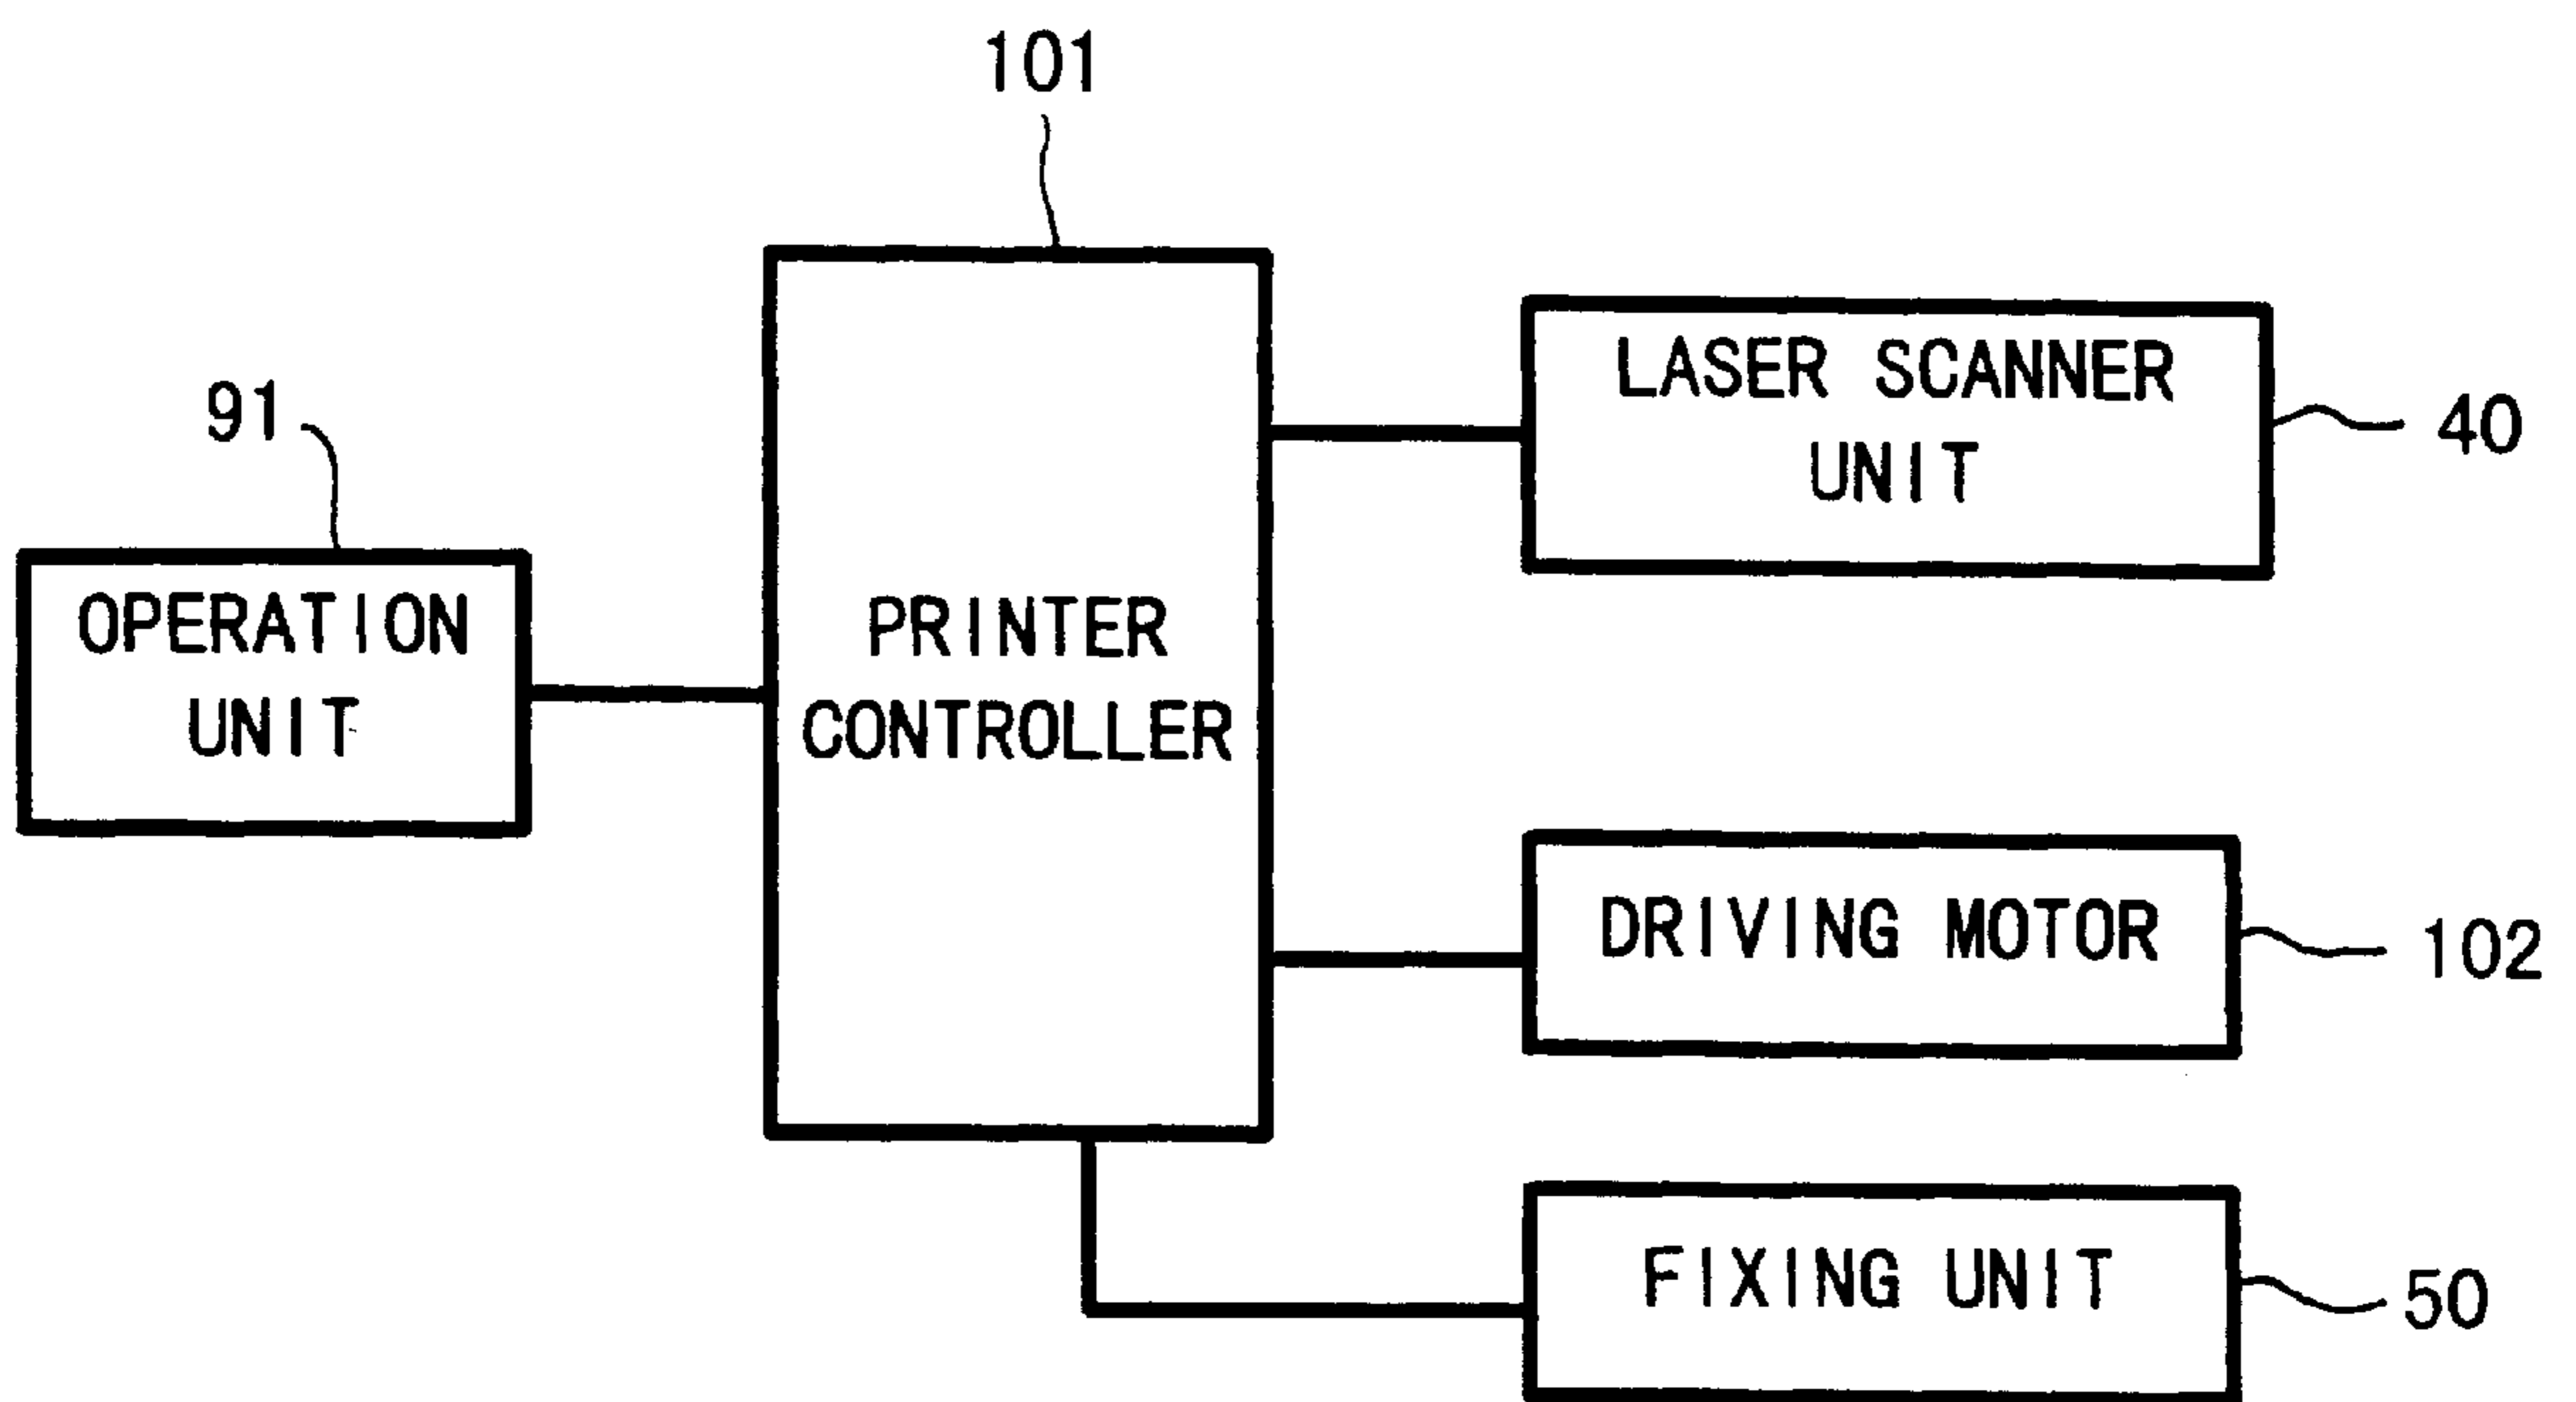 101
91
OPERATION
UNIT
PRINTER
CONTROLLER
LASER SCANNER
UNIT
40
DRIVING MOTOR
102
FIXING UNIT
50